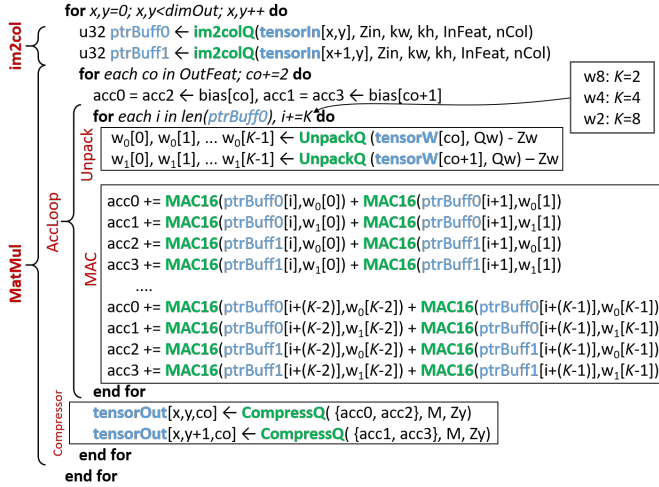 for x,y=0; x,y<dimOut; x,y++ do
im2col
u32 ptrBuff0 ← im2colQ(tensorIn[x,y], Zin, kw, kh, InFeat, nCol)
u32 ptrBuff1 ← im2colQ(tensorIn[x+1,y], Zin, kw, kh, InFeat, nCol)
for each co in OutFeat; co+=2 do
acc0 = acc2 ← bias[co], acc1 = acc3 ← bias[co+1]
for each i in len(ptrBuff0), i+=K do
w8: K=2
w4: K=4
w2: K=8
MatMul
AccLoop
Unpack
w0[0], w0[1], ... w0[K-1] ← UnpackQ (tensorW[co], Qw) - Zw
w1[0], w1[1], ... w1[K-1] ← UnpackQ (tensorW[co+1], Qw) – Zw
MAC
acc0 += MAC16(ptrBuff0[i],w0[0]) + MAC16(ptrBuff0[i+1],w0[1])
acc1 += MAC16(ptrBuff0[i],w1[0]) + MAC16(ptrBuff0[i+1],w1[1])
acc2 += MAC16(ptrBuff1[i],w0[0]) + MAC16(ptrBuff1[i+1],w0[1])
acc3 += MAC16(ptrBuff1[i],w1[0]) + MAC16(ptrBuff1[i+1],w1[1])
....
acc0 += MAC16(ptrBuff0[i+(K-2)],w0[K-2]) + MAC16(ptrBuff0[i+(K-1)],w0[K-1])
acc1 += MAC16(ptrBuff0[i+(K-2)],w1[K-2]) + MAC16(ptrBuff0[i+(K-1)],w1[K-1])
acc2 += MAC16(ptrBuff1[i+(K-2)],w0[K-2]) + MAC16(ptrBuff1[i+(K-1)],w0[K-1])
acc3 += MAC16(ptrBuff1[i+(K-2)],w1[K-2]) + MAC16(ptrBuff1[i+(K-1)],w1[K-1])
end for
Compressor
tensorOut[x,y,co] ← CompressQ( {acc0, acc2}, M, Zy)
tensorOut[x,y+1,co] ← CompressQ( {acc1, acc3}, M, Zy)
end for
end for